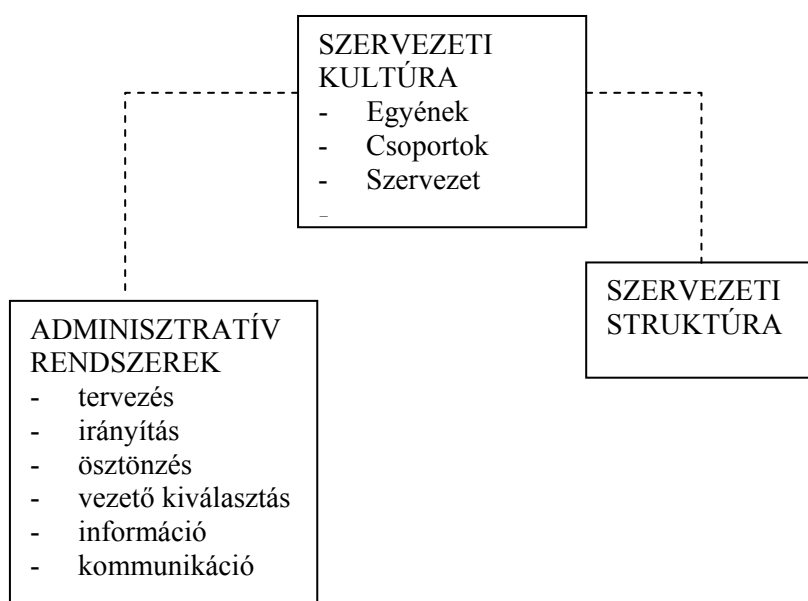 SZERVEZETI
KULTÚRA
- Egyének
- Csoportok
- Szervezet
-
SZERVEZETI
STRUKTÚRA
ADMINISZTRATÍV
RENDSZEREK
- tervezés
- irányítás
- ösztönzés
- vezető kiválasztás
- információ
- kommunikáció